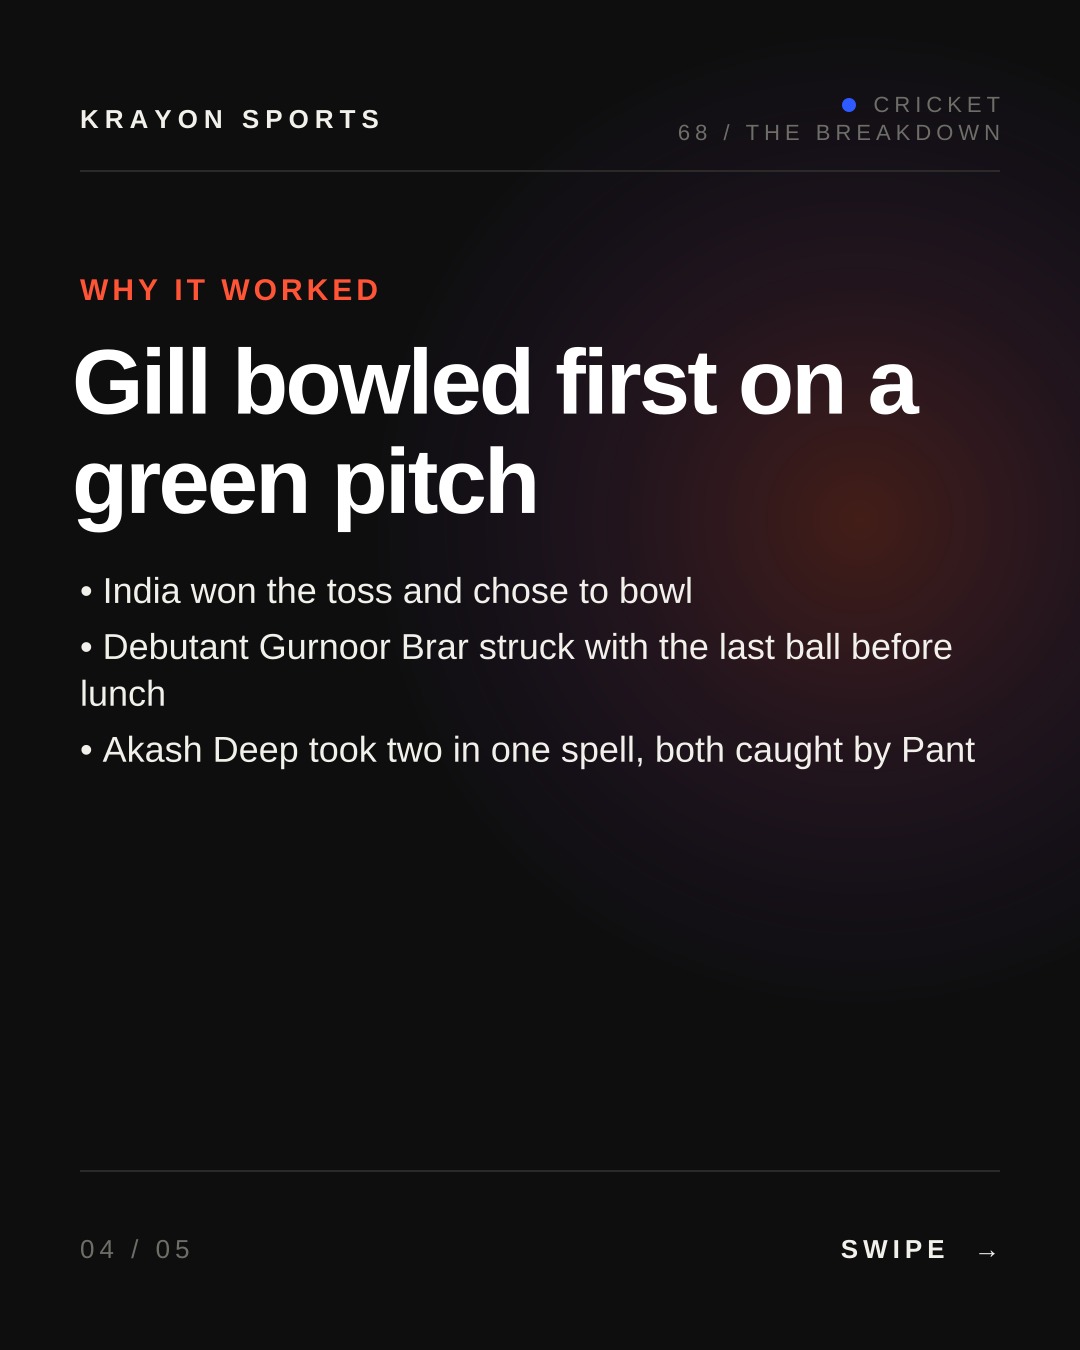 KRAYON SPORTS
CRICKET
68 / THE BREAKDOWN
WHY IT WORKED
Gill bowled first on a
green pitch
• India won the toss and chose to bowl
• Debutant Gurnoor Brar struck with the last ball before
lunch
• Akash Deep took two in one spell, both caught by Pant
04 / 05
SWIPE →